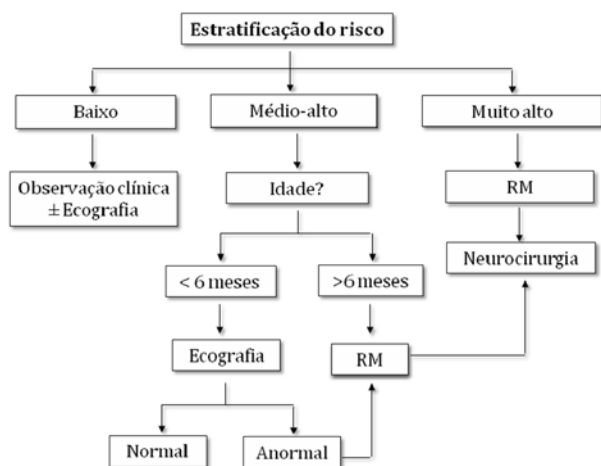 Estratificação do risco
Baixo
Médio-alto
Muito alto
Observação clínica
± Ecografia
Idade?
RM
Neurocirurgia
< 6 meses
>6 meses
Ecografia
RM
Normal
Anormal